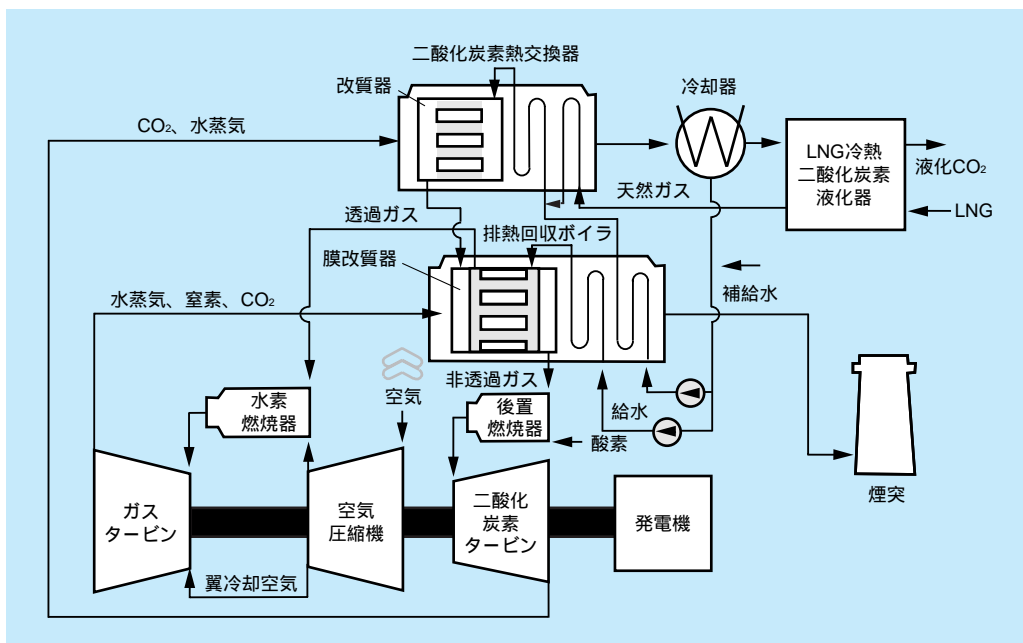 二酸化炭素熱交換器
改質器
冷却器
CO₂、水蒸気
LNG冷熱
二酸化炭素
液化器
液化CO₂
天然ガス
LNG
透過ガス
排熱回収ボイラ
膜改質器
補給水
水蒸気、窒素、CO₂
非透過ガス
空気
水素
燃焼器
後置
燃焼器
給水
酸素
煙突
ガス
タービン
空気
圧縮機
二酸化
炭素
タービン
発電機
翼冷却空気